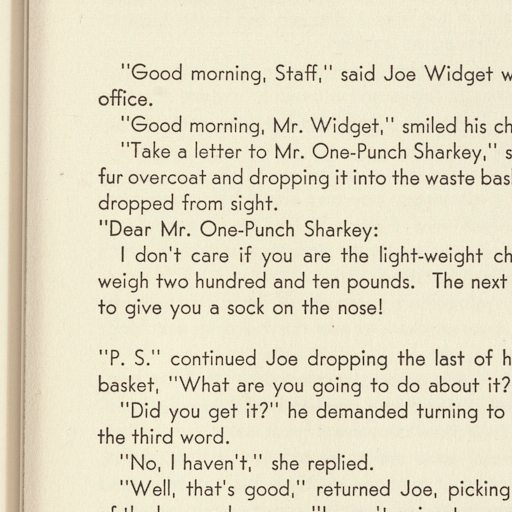 "Good morning, Staff," said Joe Widget
office.
"Good morning, Mr. Widget," smiled his
"Take a letter to Mr. One-Punch Sharkey,"
fur overcoat and dropping it into the waste
dropped from sight.
"Dear Mr. One-Punch Sharkey:
I don't care if you are the light-weight
weigh two hundred and ten pounds. The next
to give you a sock on the nose!
"P. S." continued Joe dropping the last of
basket, "What are you going to do about it?
"Did you get it?" he demanded turning to
the third word.
"No, I haven't," she replied.
"Well, that's good," returned Joe, picking